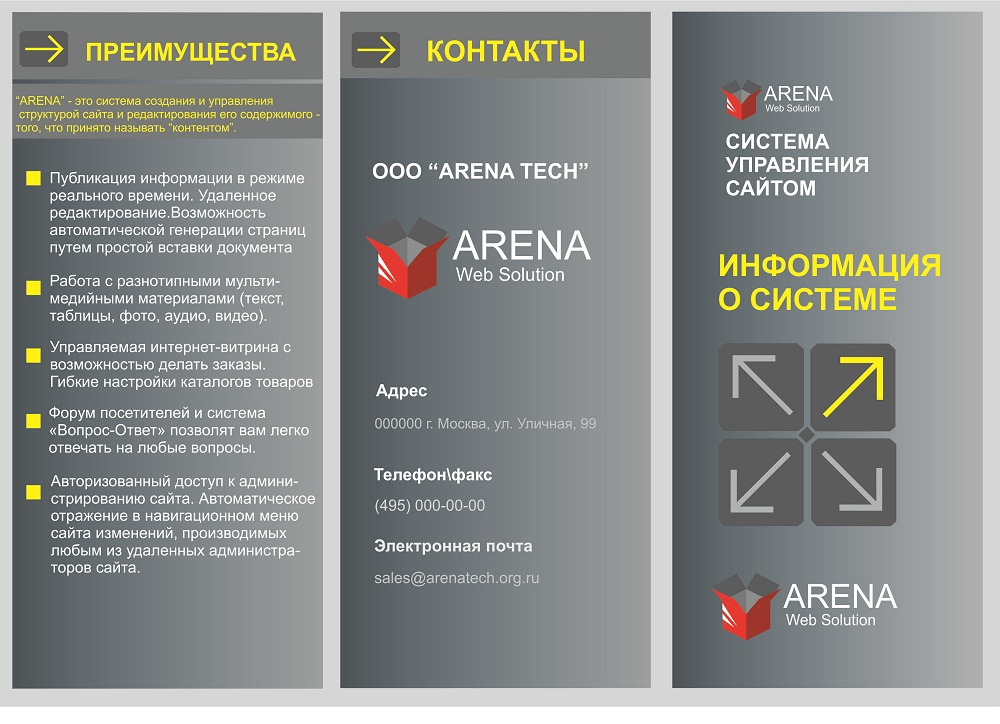 ПРЕИМУЩЕСТВА
“ARENA” - это система создания и управления
структурой сайта и редактирования его содержимого -
того, что принято называть “контентом”.
Публикация информации в режиме
реального времени. Удаленное
редактирование.Возможность
автоматической генерации страниц
путем простой вставки документа
Работа с разнотипными мульти-
медийными материалами (текст,
таблицы, фото, аудио, видео).
Управляемая интернет-витрина с
возможностью делать заказы.
Гибкие настройки каталогов товаров
Форум посетителей и система
«Вопрос-Ответ» позволят вам легко
отвечать на любые вопросы.
Авторизованный доступ к админи-
стрированию сайта. Автоматическое
отражение в навигационном меню
сайта изменений, производимых
любым из удаленных администра-
торов сайта.
КОНТАКТЫ
ООО “ARENA TECH”
ARENA
Web Solution
Адрес
000000 г. Москва, ул. Уличная, 99
Телефон\факс
(495) 000-00-00
Электронная почта
sales@arenatech.org.ru
ARENA
Web Solution
СИСТЕМА
УПРАВЛЕНИЯ
САЙТОМ
ИНФОРМАЦИЯ
О СИСТЕМЕ
ARENA
Web Solution